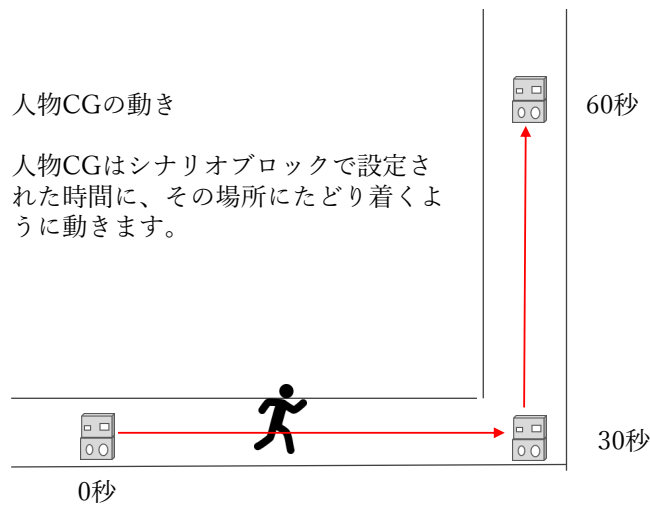 人物CGの動き
60秒
人物CGはシナリオブロックで設定さ
れた時間に、その場所にたどり着くよ
うに動きます。
30秒
0秒